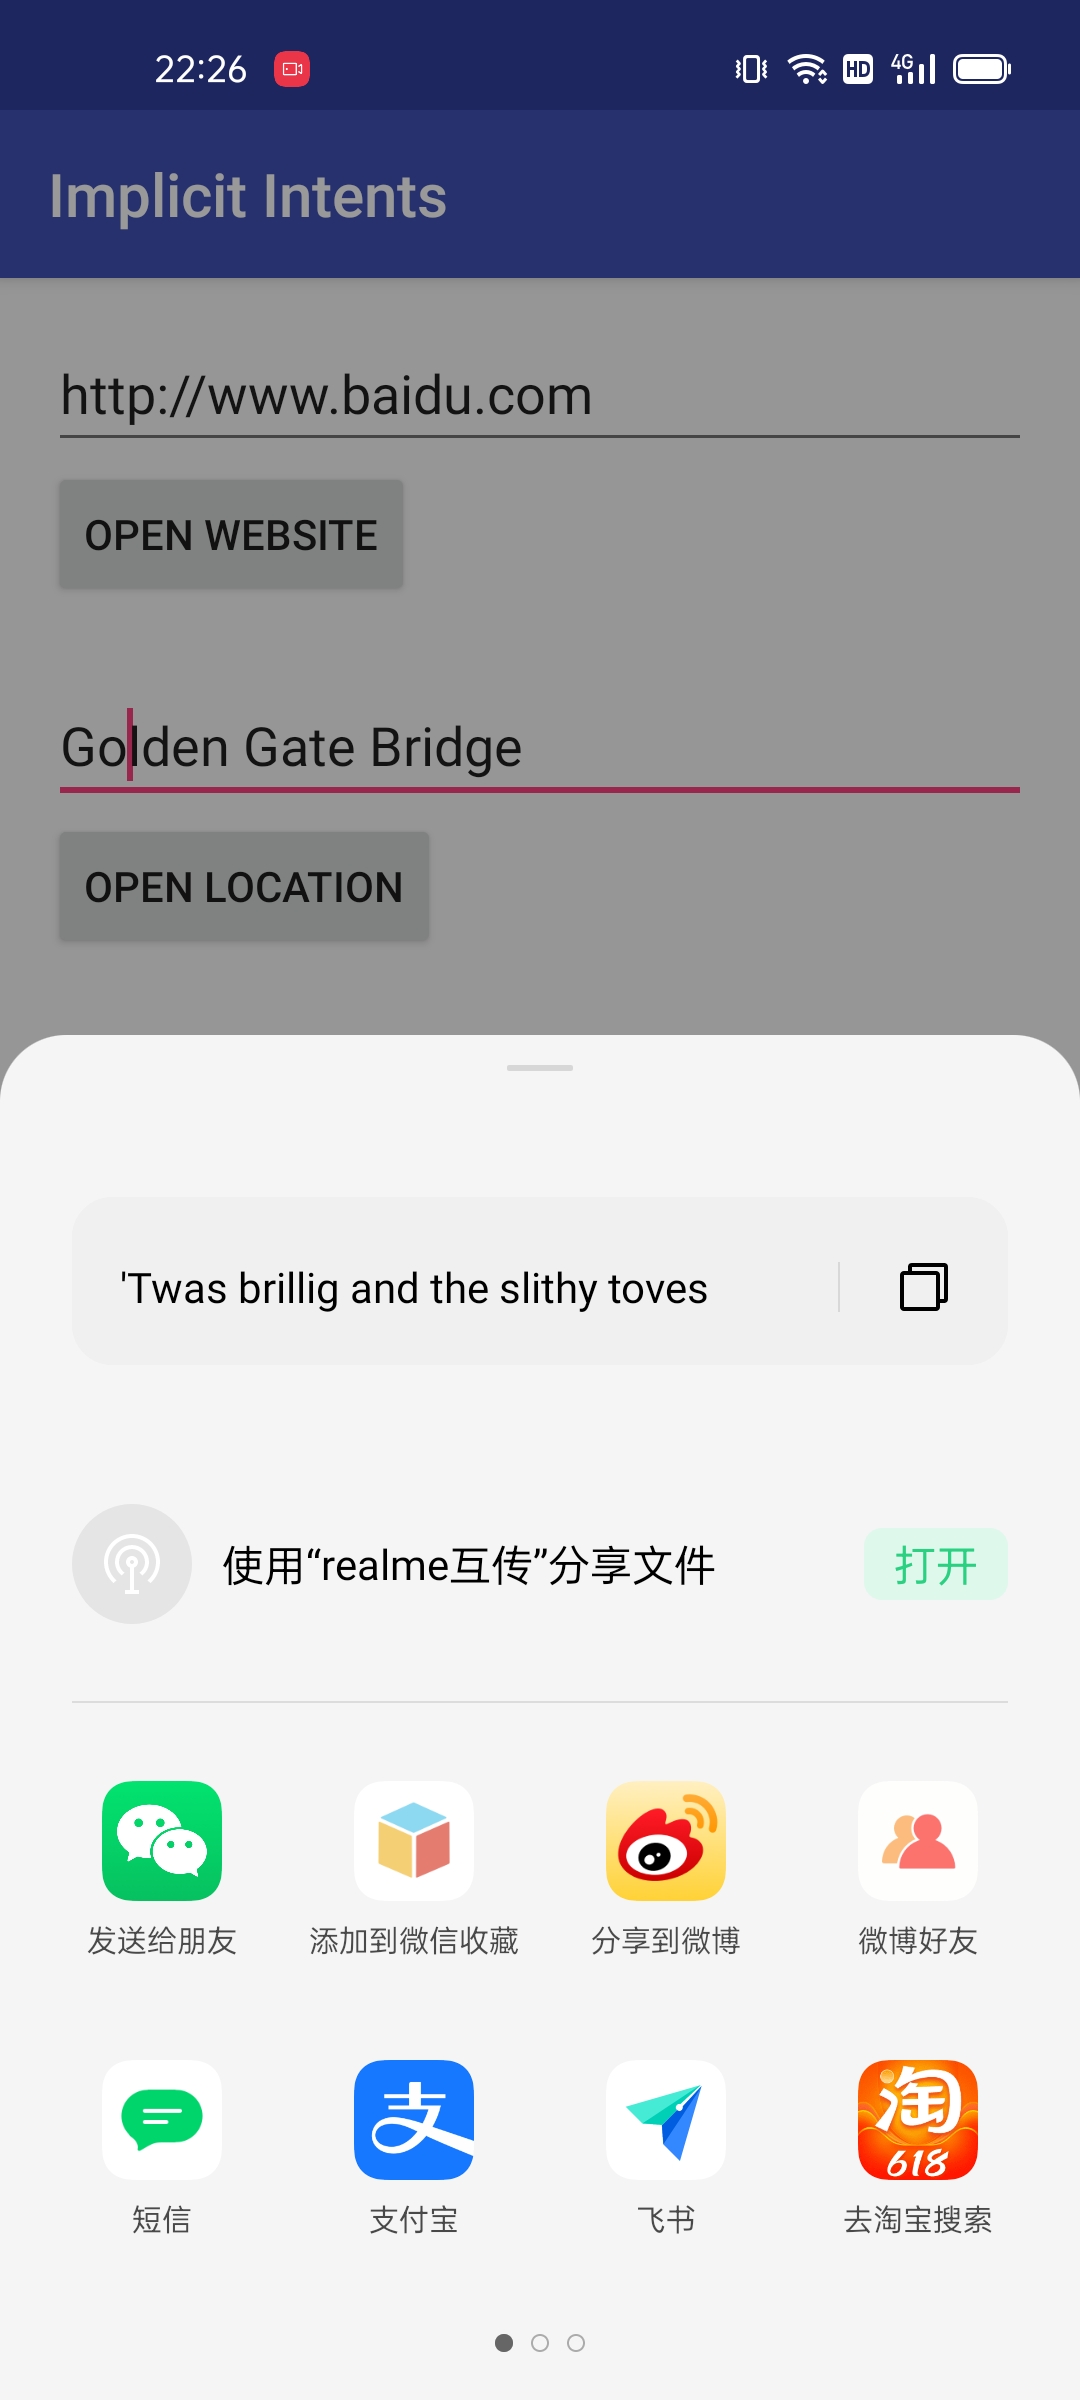 22:26
HD 4G
Implicit Intents
http://www.baidu.com
OPEN WEBSITE
Golden Gate Bridge
OPEN LOCATION
'Twas brillig and the slithy toves
使用“realme互传”分享文件
打开
发送给朋友
添加到微信收藏
分享到微博
微博好友
支
淘
618
短信
支付宝
飞书
去淘宝搜索